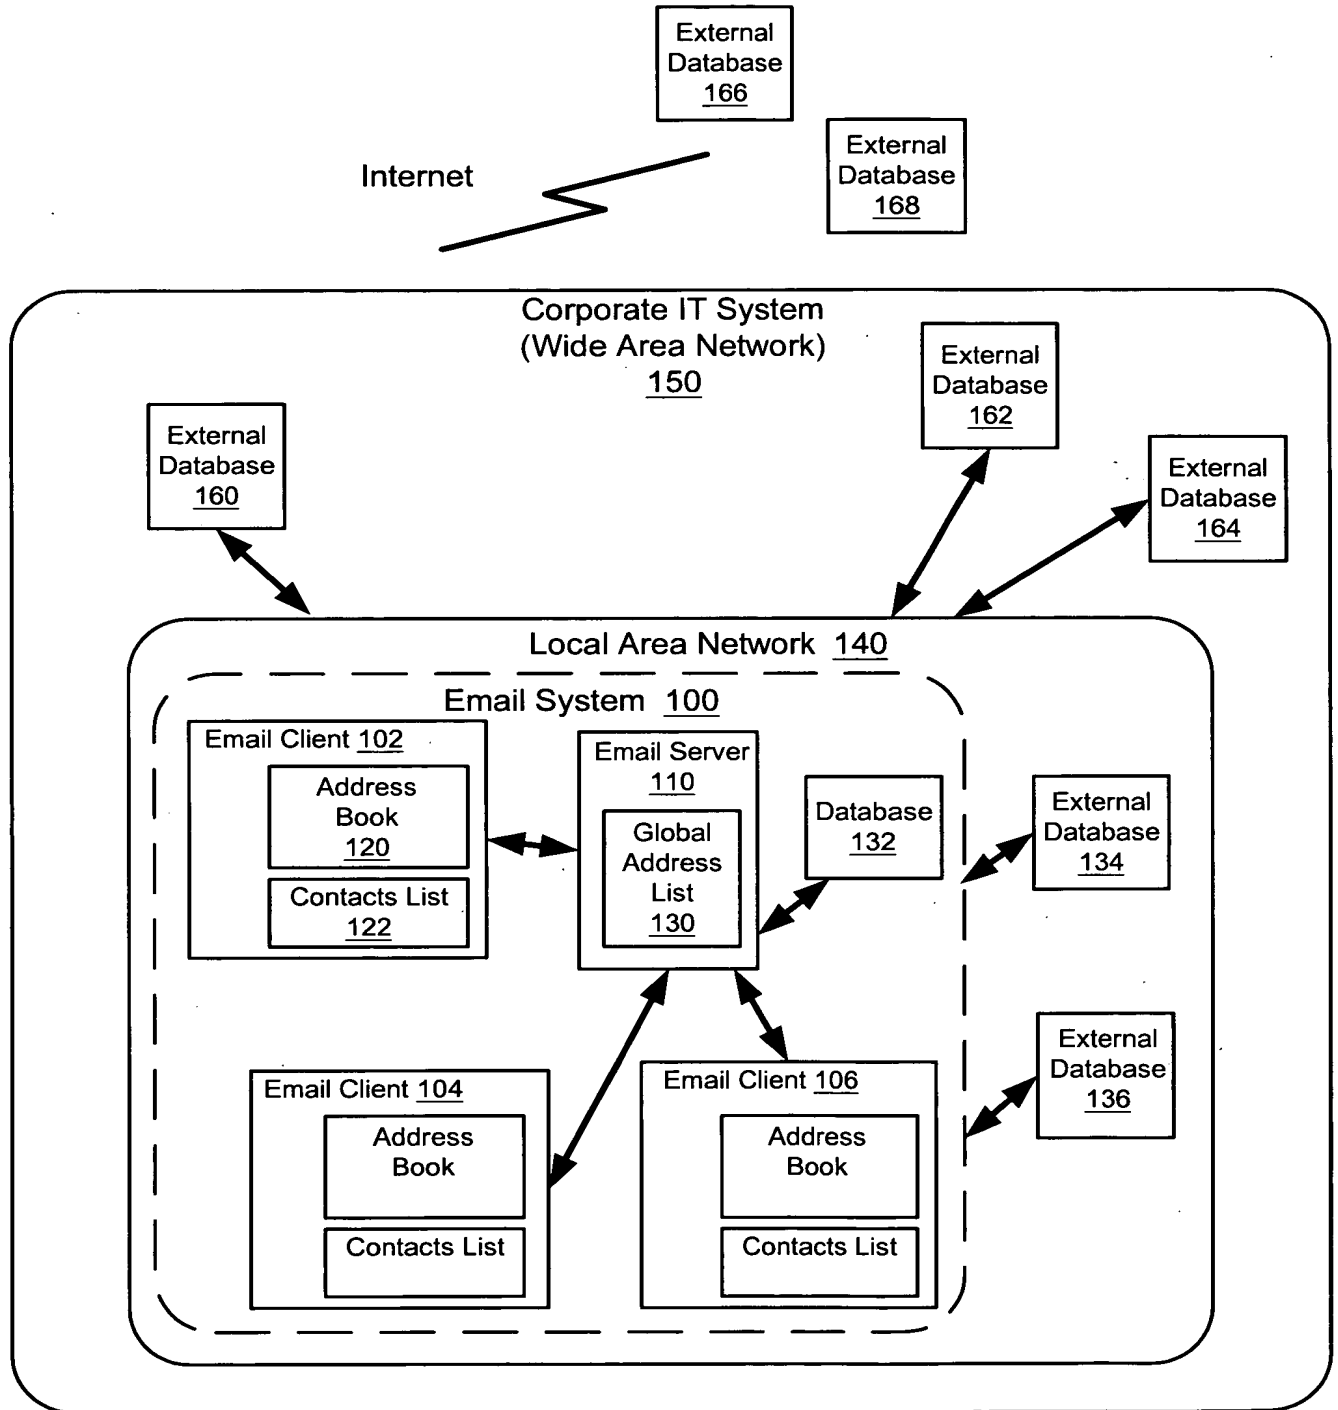 External
Database
166
External
Database
168
Internet
Corporate IT System
(Wide Area Network)
150
External
Database
162
External
Database
160
External
Database
164
Local Area Network 140
Email System 100
Email Client 102
Address
Book
120
Contacts List
122
Email Server
110
Global
Address
List
130
Database
132
External
Database
134
External
Database
136
Email Client 104
Address
Book
Contacts List
Email Client 106
Address
Book
Contacts List